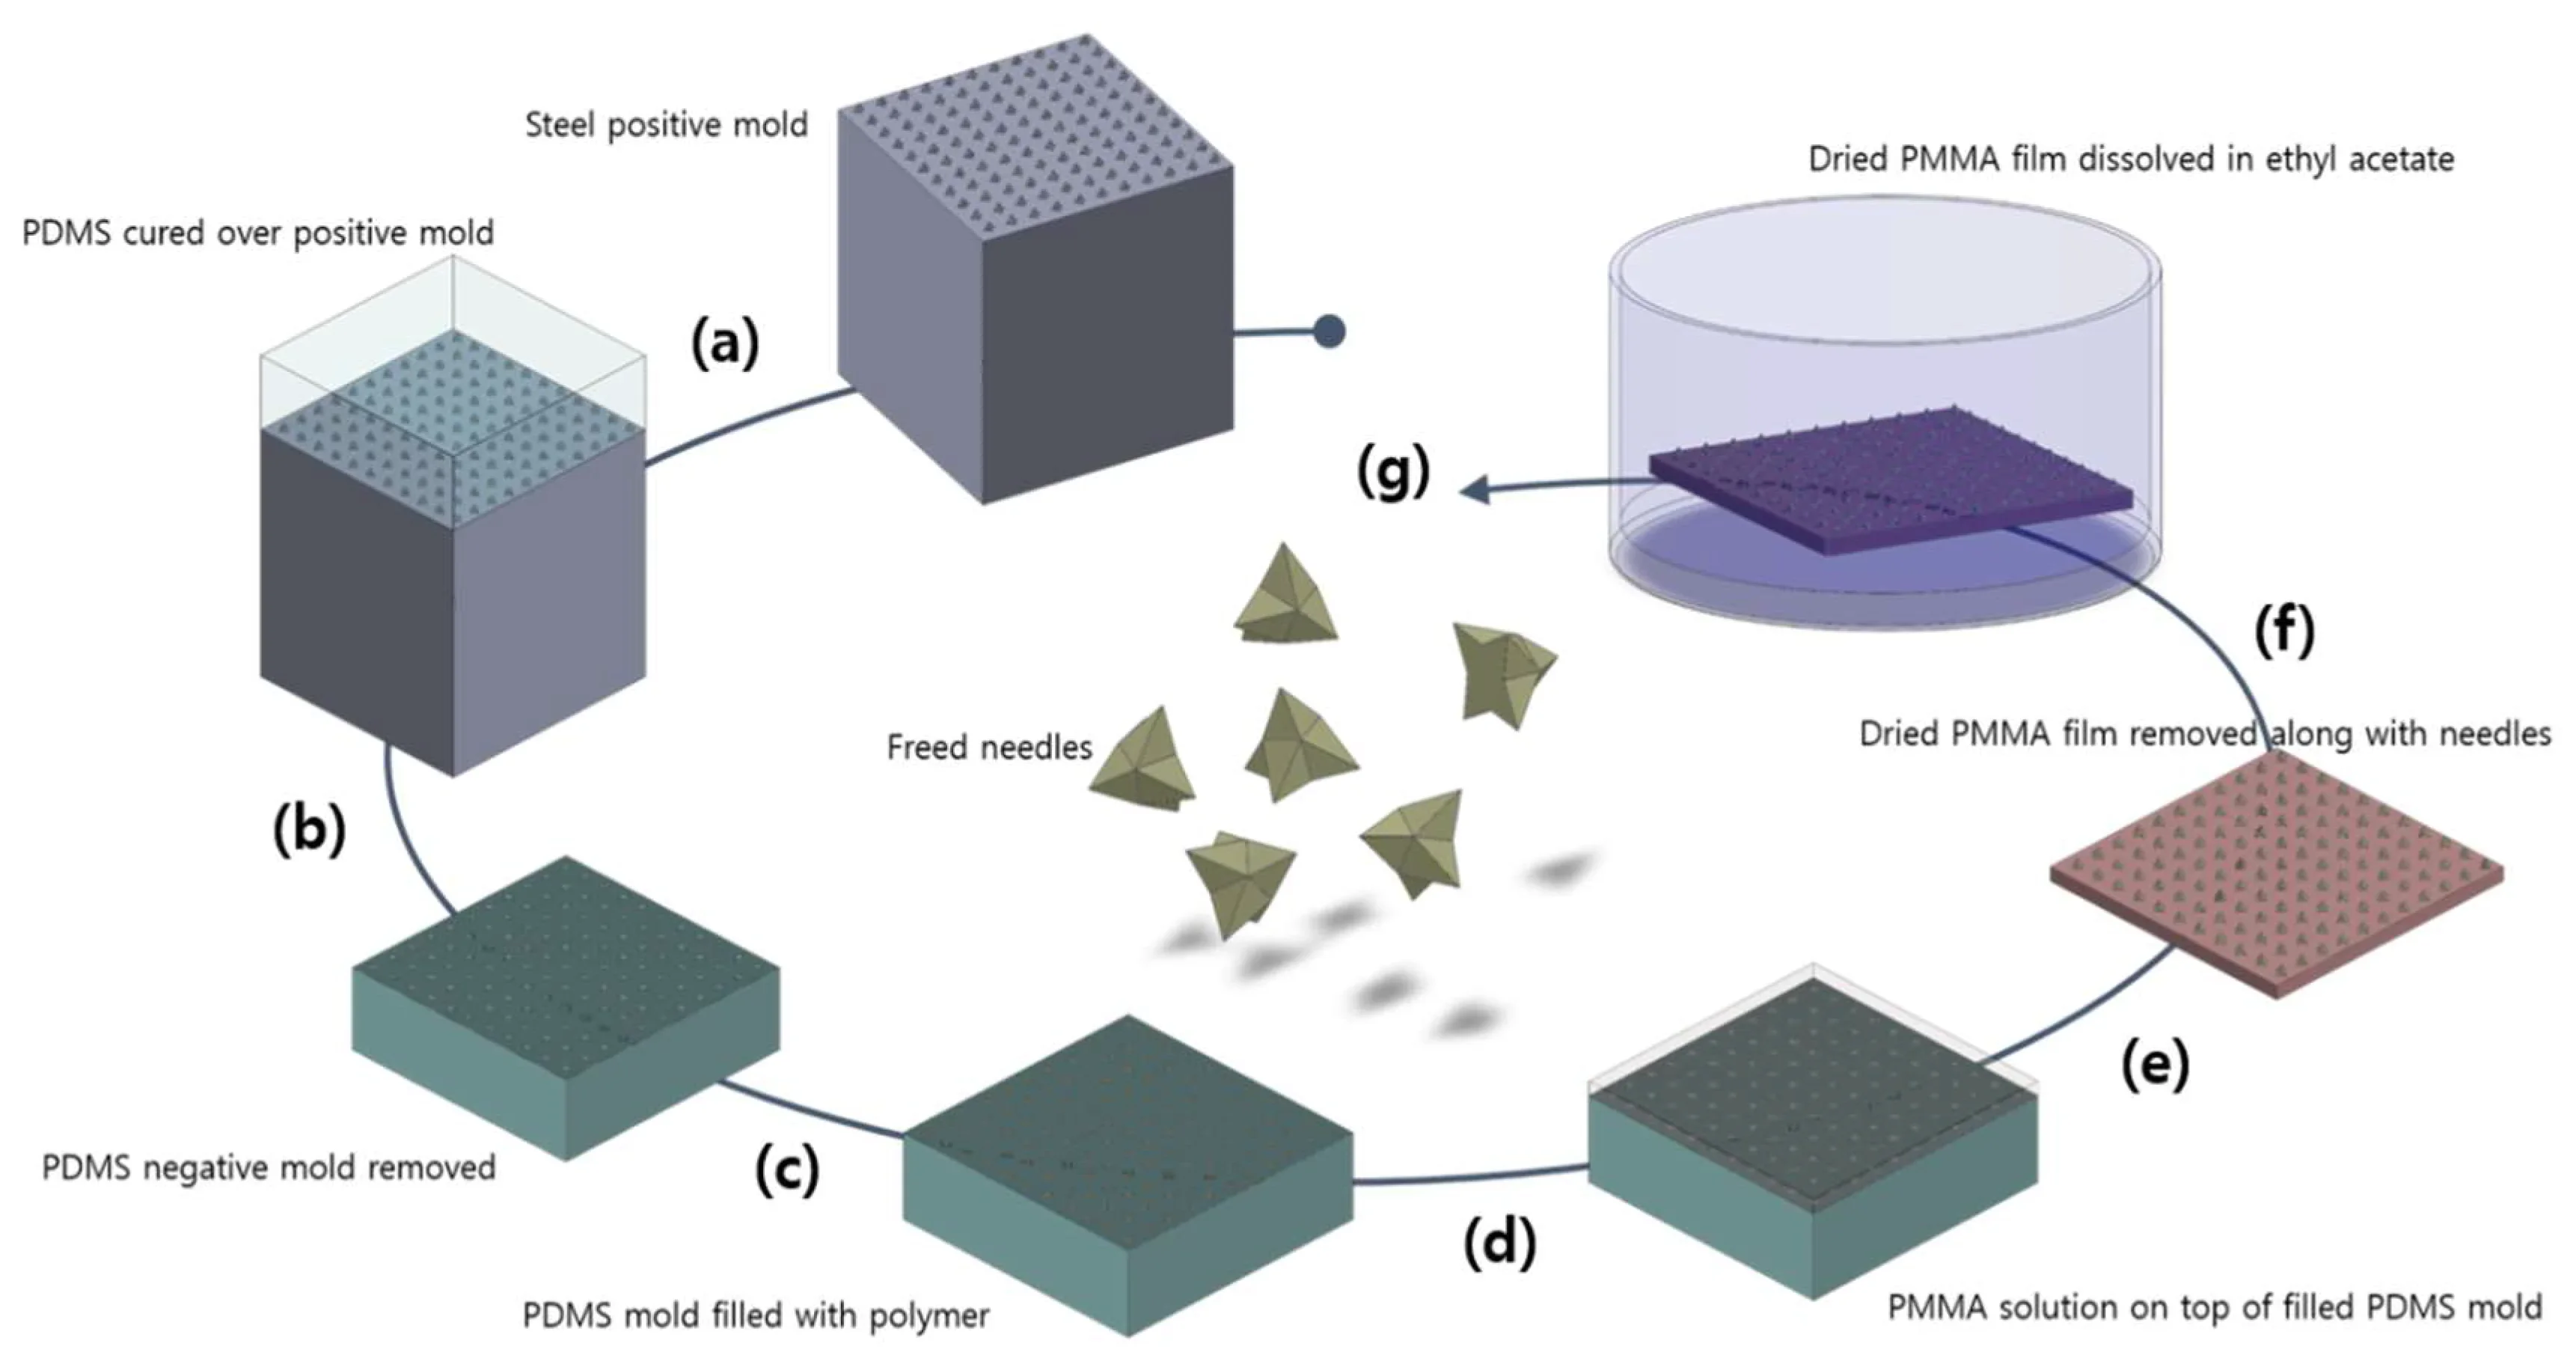 Steel positive mold
PDMS cured over positive mold
(a)
(b)
PDMS negative mold removed
(c)
PDMS mold filled with polymer
(d)
PMMA solution on top of filled PDMS mold
(e)
Dried PMMA film removed along with needles
(f)
Dried PMMA film dissolved in ethyl acetate
(g)
Freed needles